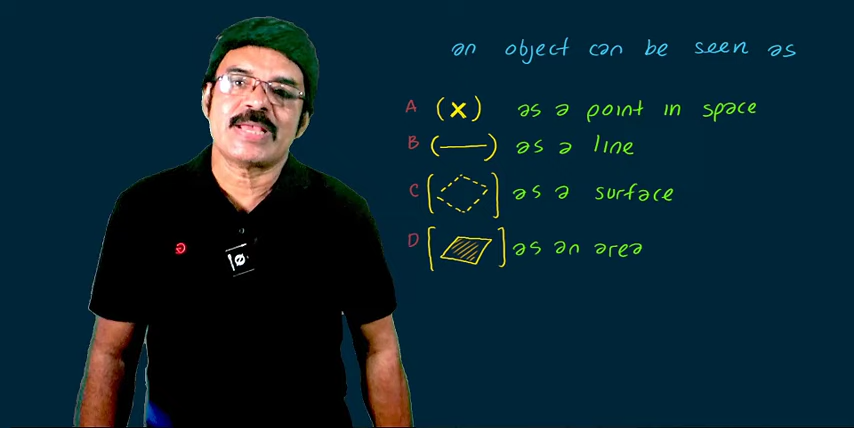 an object can be seen as
A (x) as a point in space
B (—) as a line
C [ ] as a surface
D [ ] as an area